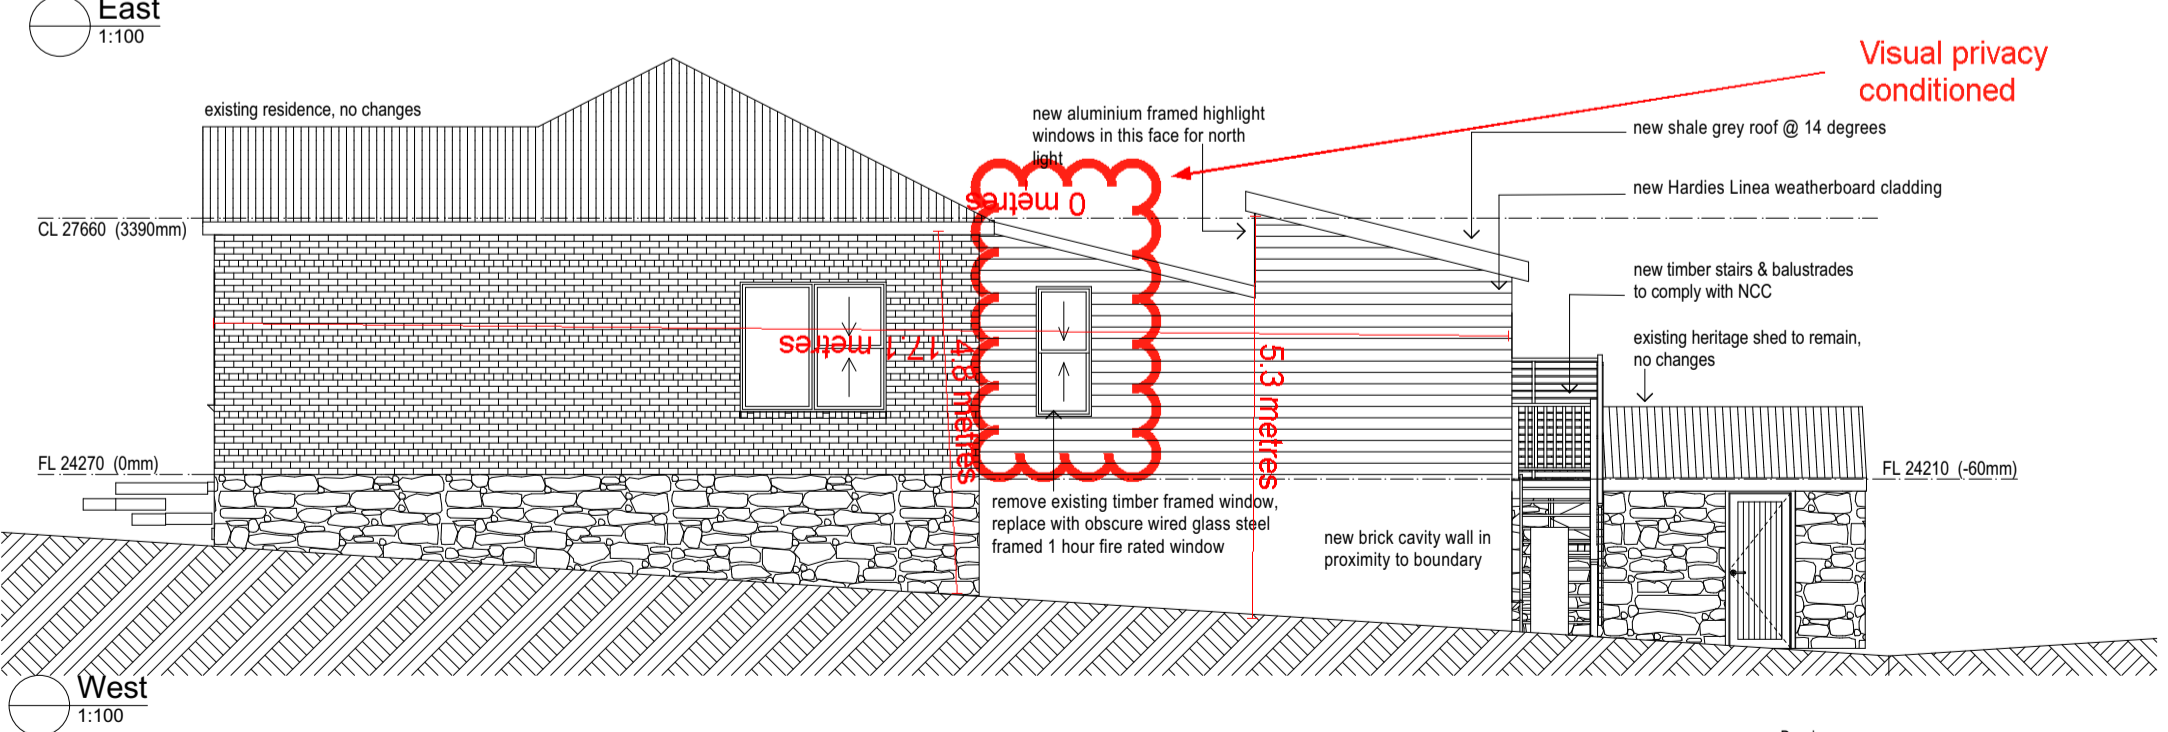 East
1:100
Visual privacy
conditioned
existing residence, no changes
new aluminium framed highlight
windows in this face for north
light
new shale grey roof @ 14 degrees
0 metres
new Hardies Linea weatherboard cladding
CL 27660 (3390mm)
new timber stairs & balustrades
to comply with NCC
17.1 metres
4.8 metres
5.3 metres
existing heritage shed to remain,
no changes
FL 24270 (0mm)
FL 24210 (-60mm)
remove existing timber framed window,
replace with obscure wired glass steel
framed 1 hour fire rated window
new brick cavity wall in
proximity to boundary
West
1:100